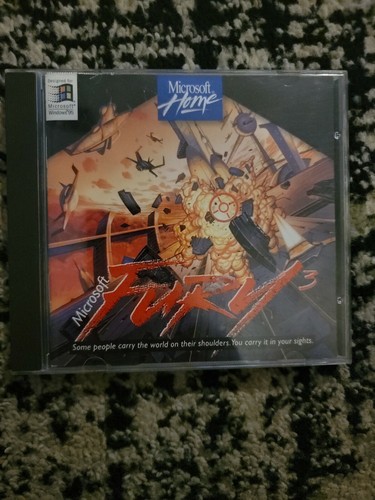 Designed for
Microsoft
Windows 95
Microsoft
Home
Microsoft
Fury3
Some people carry the world on their shoulders. You carry it in your sights.